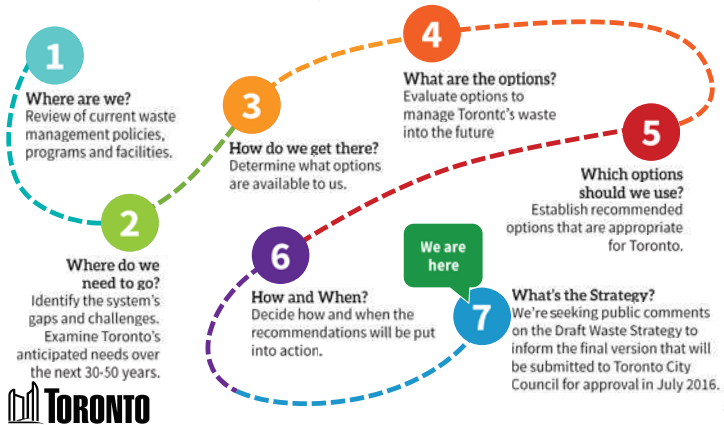 1
Where are we?
Review of current waste
management policies,
programs and facilities.
2
Where do we
need to go?
Identify the system's
gaps and challenges.
Examine Toronto's
anticipated needs over
the next 30-50 years.
3
How do we get there?
Determine what options
are available to us.
4
What are the options?
Evaluate options to
manage Toronto's waste
into the future
5
Which options
should we use?
Establish recommended
options that are appropriate
for Toronto.
6
How and When?
Decide how and when the
recommendations will be put
into action.
We are
here
7
What's the Strategy?
We're seeking public comments
on the Draft Waste Strategy to
inform the final version that will
be submitted to Toronto City
Council for approval in July 2016.
TORONTO